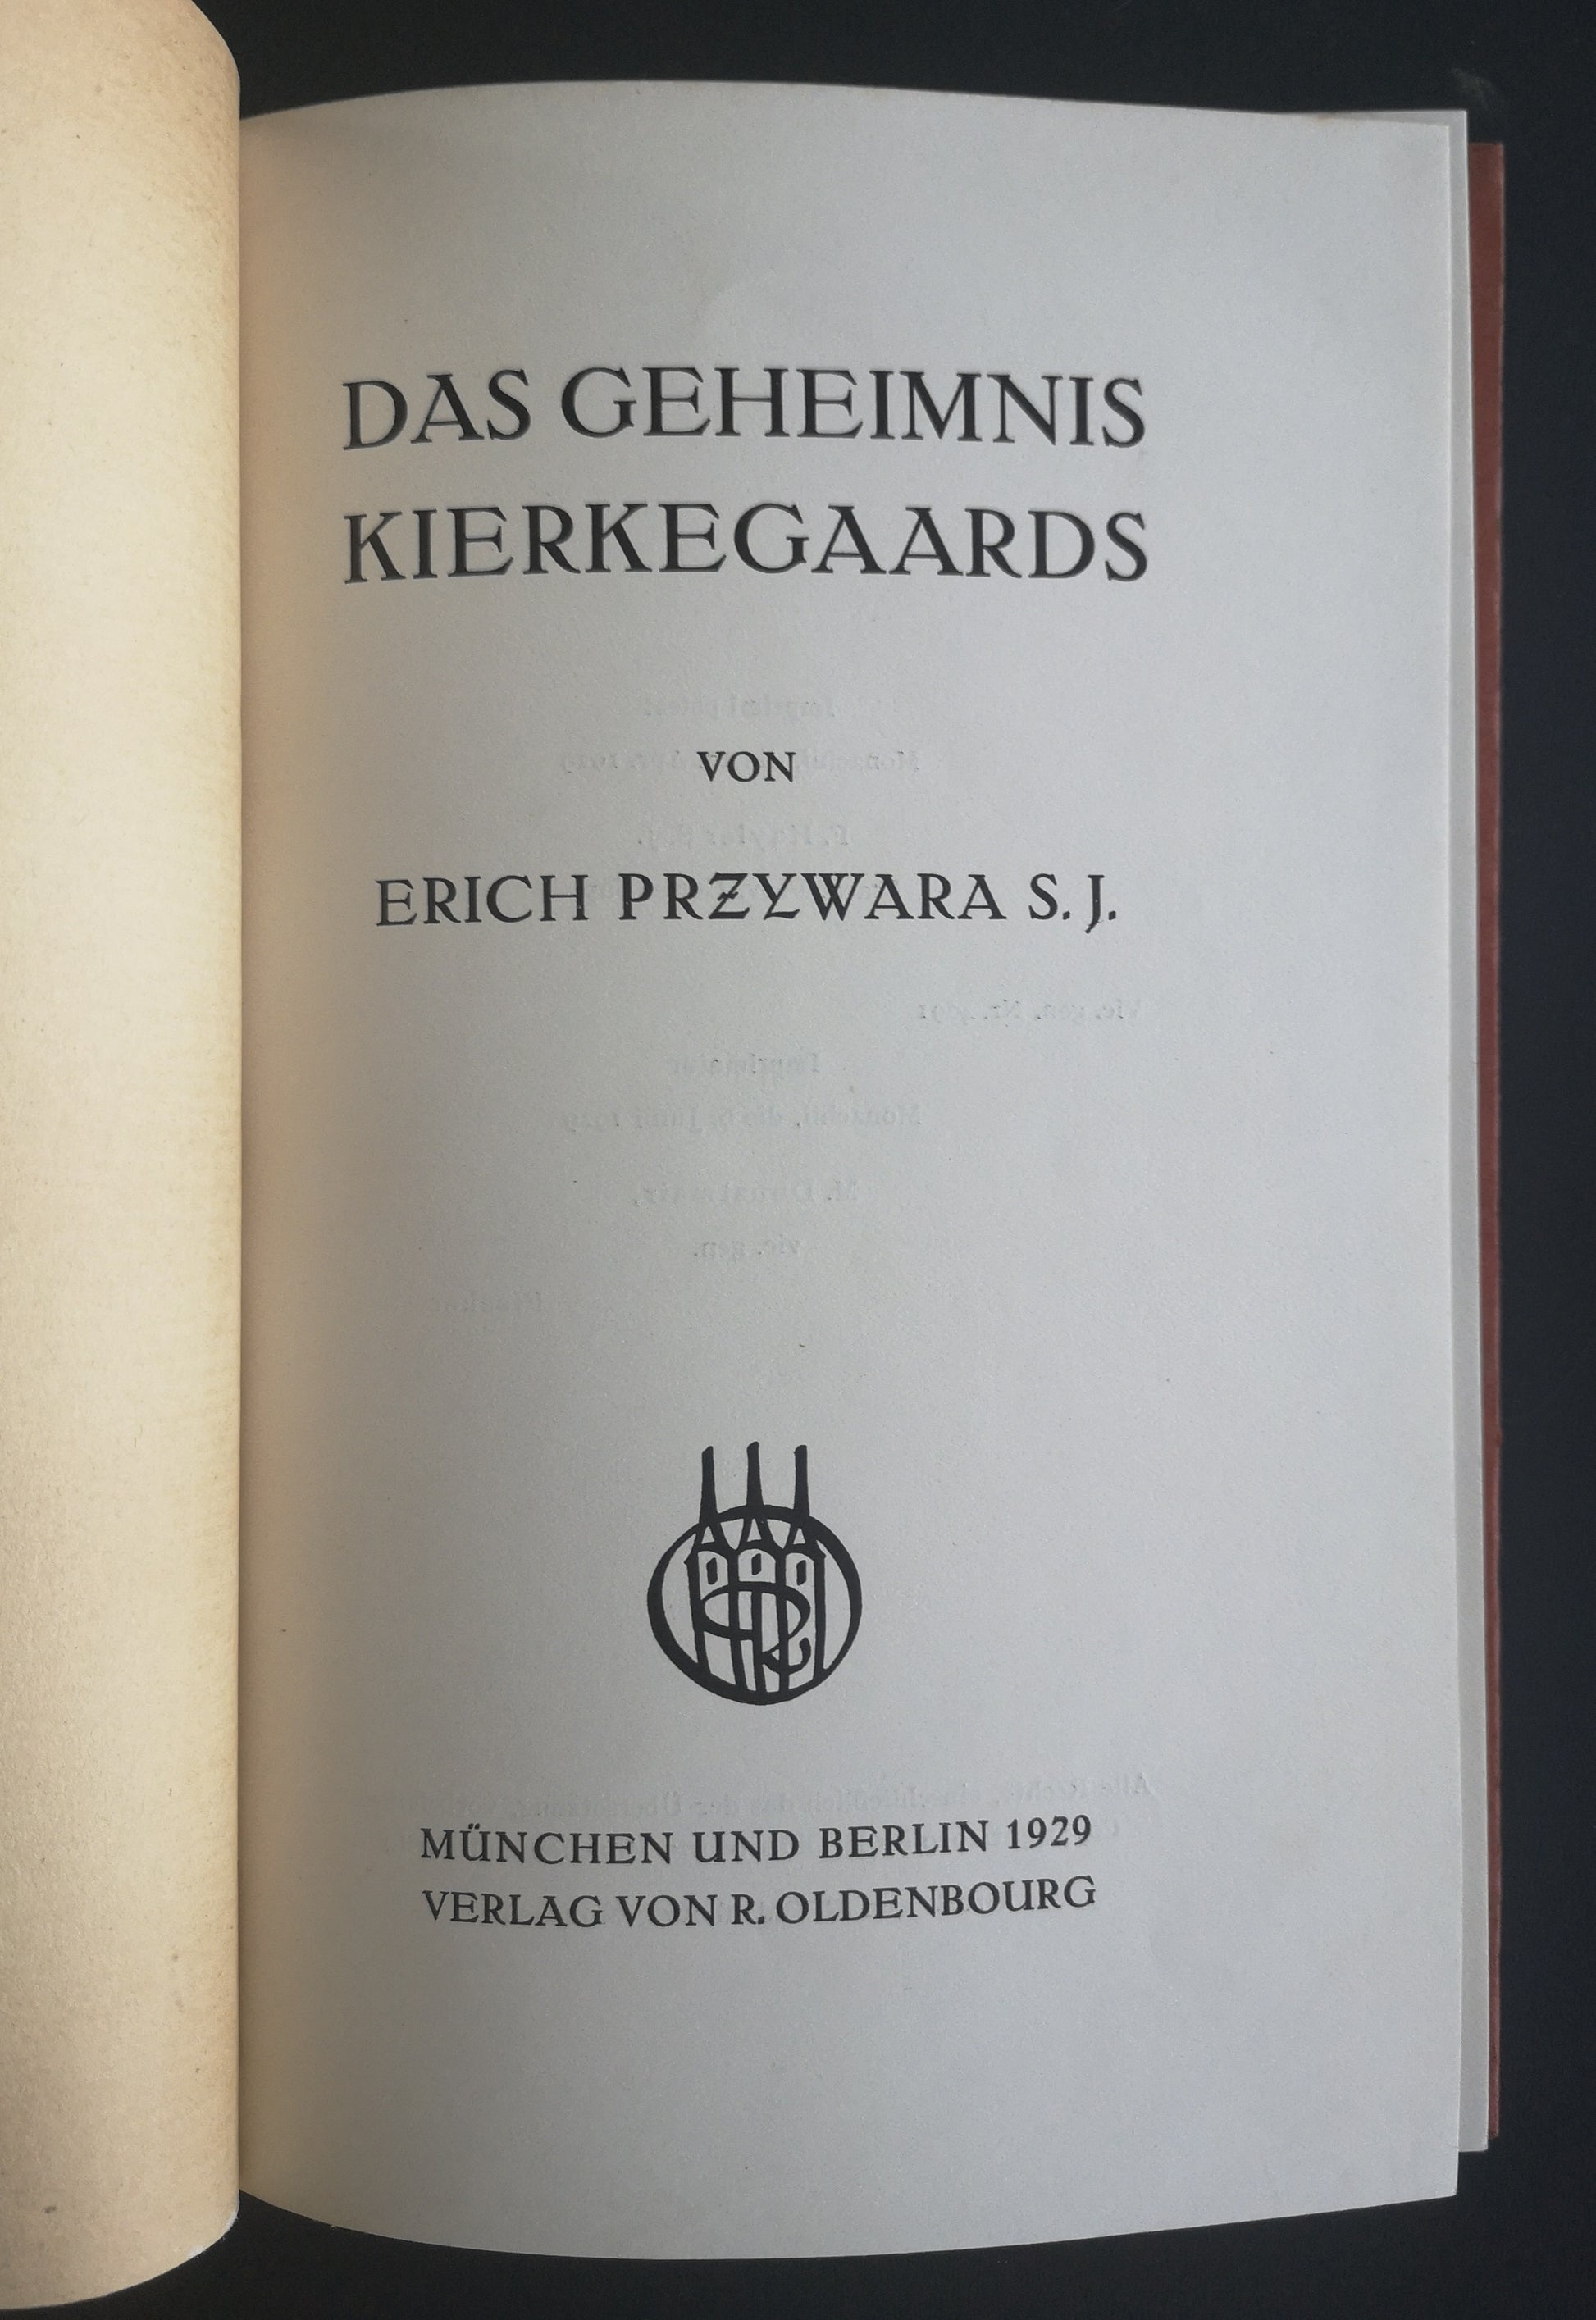 DAS GEHEIMNIS
KIERKEGAARDS
VON
ERICH PRZYWARA S. J.
MÜNCHEN UND BERLIN 1929
VERLAG VON R. OLDENBOURG